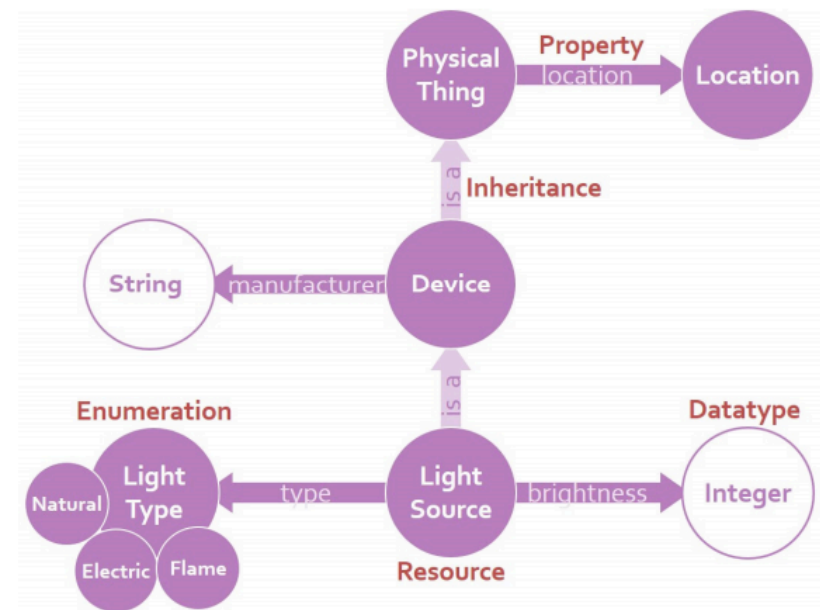 Physical
Thing
Property
location
Location
is a
Inheritance
String
manufacturer
Device
is a
Enumeration
Light
Type
Natural
Electric
Flame
type
Light
Source
Resource
brightness
Datatype
Integer